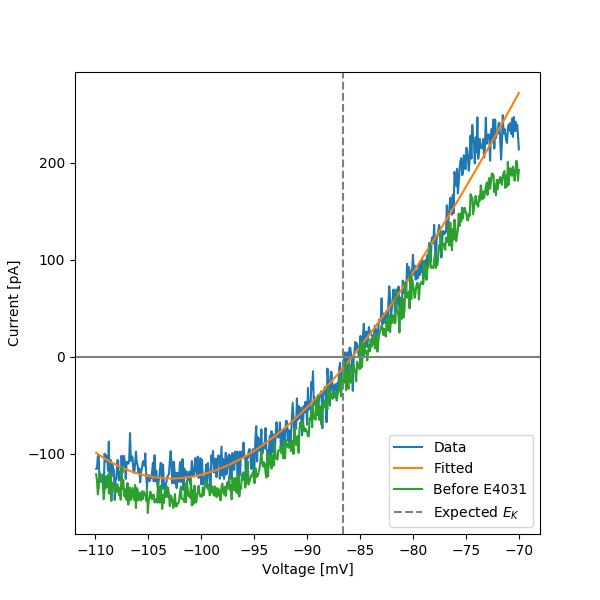 200
100
0
−100
Current [pA]
Data
Fitted
Before E4031
Expected E_K
−110 −105 −100 −95 −90 −85 −80 −75 −70
Voltage [mV]